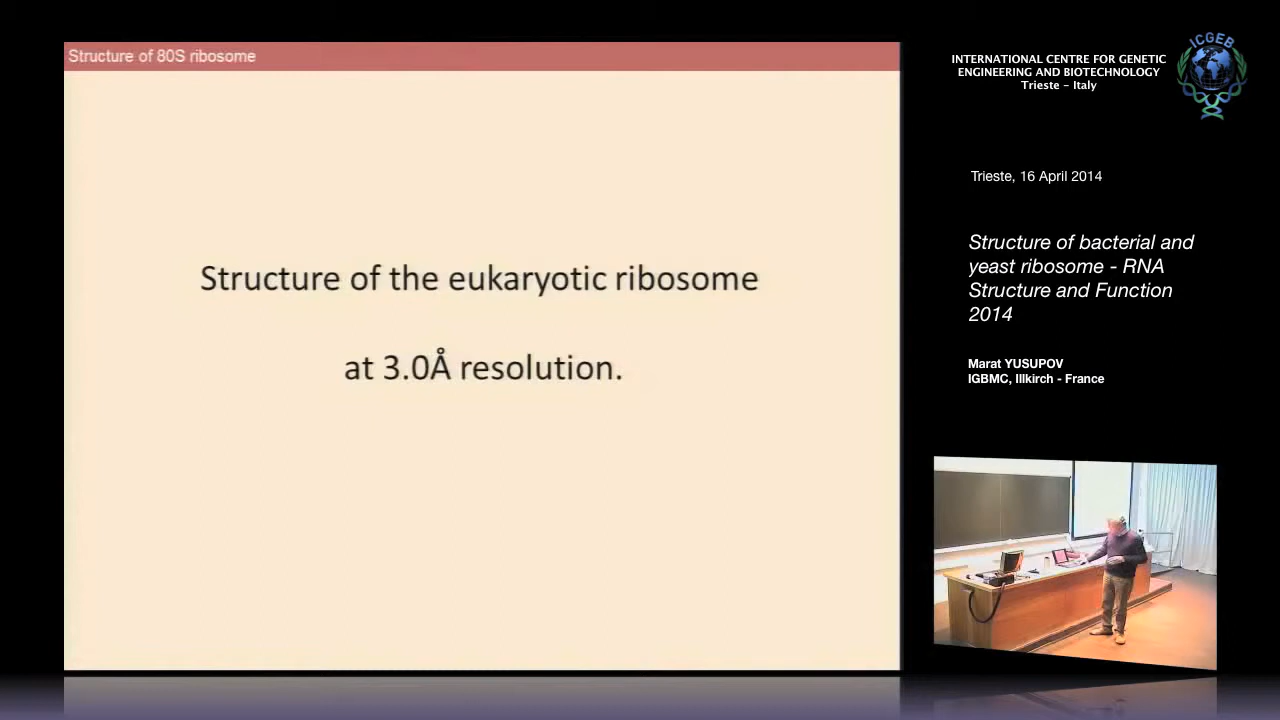 Structure of 80S ribosome
Structure of the eukaryotic ribosome
at 3.0Å resolution.
INTERNATIONAL CENTRE FOR GENETIC
ENGINEERING AND BIOTECHNOLOGY
Trieste - Italy
ICGEB
Trieste, 16 April 2014
Structure of bacterial and
yeast ribosome - RNA
Structure and Function
2014
Marat YUSUPOV
IGBMC, Illkirch - France